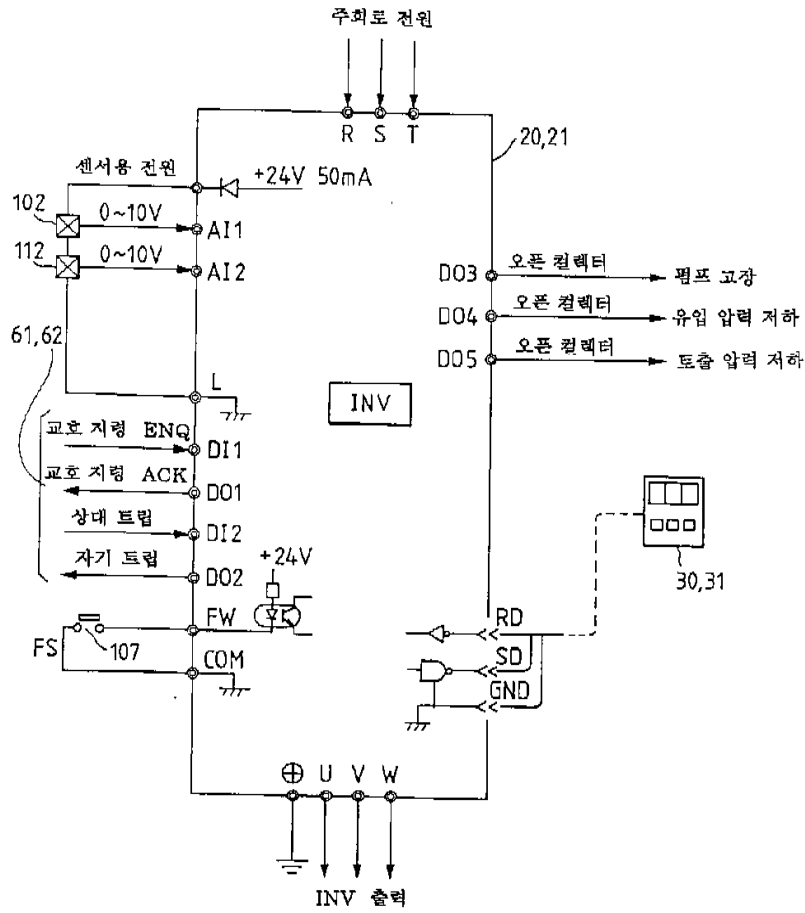 주회로 전원
R S T
20,21
센서용 전원
+24V 50mA
102
0~10V
AI1
112
0~10V
AI2
DO3
오픈 컬렉터
펌프 고장
DO4
오픈 컬렉터
유입 압력 저하
DO5
오픈 컬렉터
토출 압력 저하
61,62
L
INV
교호 지령 ENQ
DI1
교호 지령 ACK
DO1
상대 트립
DI2
자기 트립
DO2
+24V
30,31
FW
RD
FS
107
COM
SD
GND
U V W
INV 출력